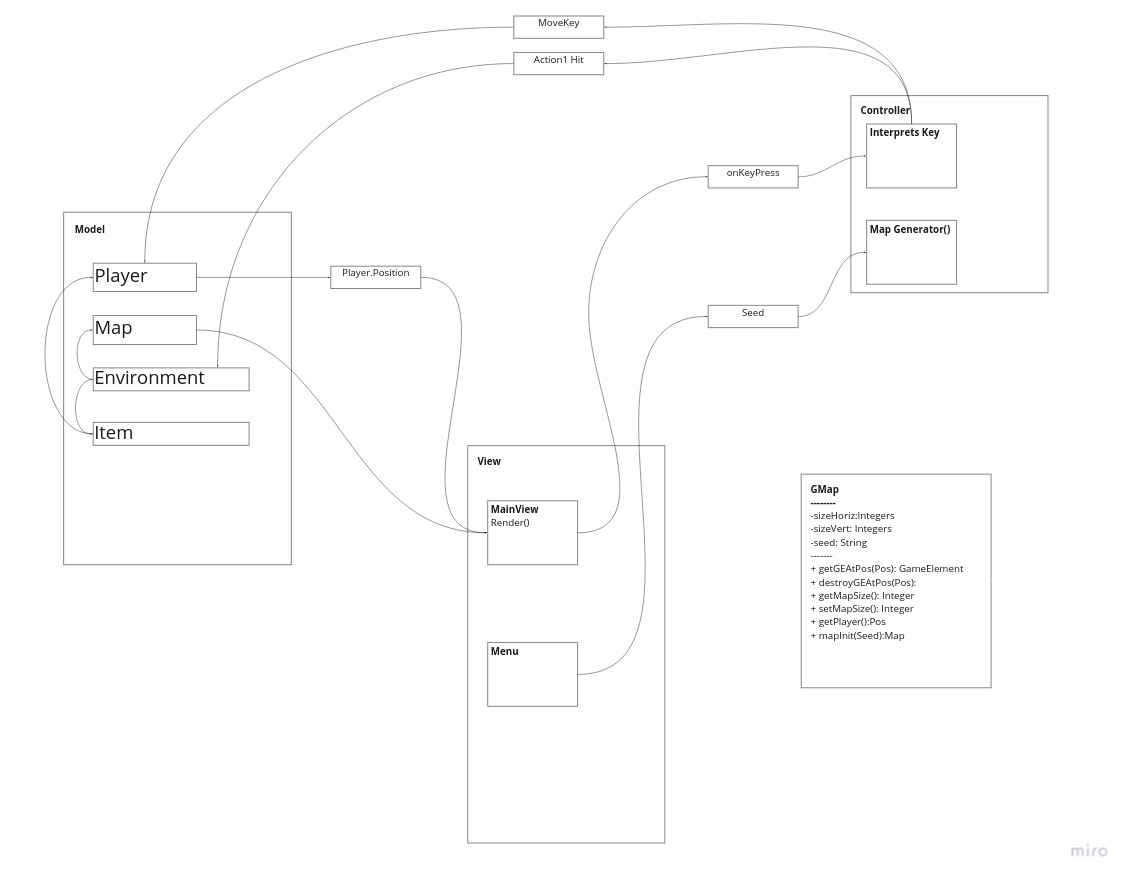 MoveKey
Action1 Hit
Controller
Interprets Key
onKeyPress
Map Generator()
Model
Player
Player.Position
Map
Seed
Environment
Item
View
MainView
Render()
Menu
GMap
--------
-sizeHoriz:Integers
-sizeVert: Integers
-seed: String
-------
+ getGEAtPos(Pos): GameElement
+ destroyGEAtPos(Pos):
+ getMapSize(): Integer
+ setMapSize(): Integer
+ getPlayer():Pos
+ mapInit(Seed):Map
miro